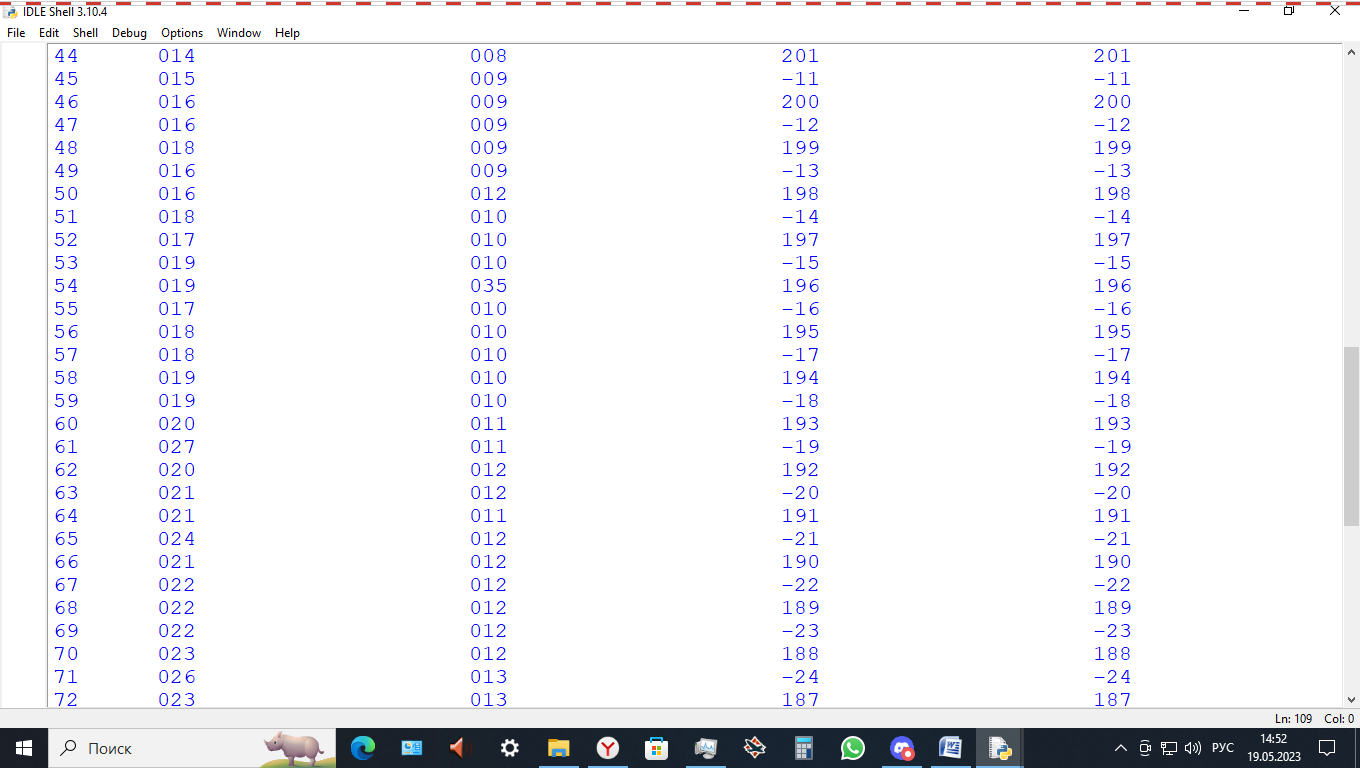 IDLE Shell 3.10.4
File Edit Shell Debug Options Window Help
44 014 008 201 201
45 015 009 -11 -11
46 016 009 200 200
47 016 009 -12 -12
48 018 009 199 199
49 016 009 -13 -13
50 016 012 198 198
51 018 010 -14 -14
52 017 010 197 197
53 019 010 -15 -15
54 019 035 196 196
55 017 010 -16 -16
56 018 010 195 195
57 018 010 -17 -17
58 019 010 194 194
59 019 010 -18 -18
60 020 011 193 193
61 027 011 -19 -19
62 020 012 192 192
63 021 012 -20 -20
64 021 011 191 191
65 024 012 -21 -21
66 021 012 190 190
67 022 012 -22 -22
68 022 012 189 189
69 022 012 -23 -23
70 023 012 188 188
71 026 013 -24 -24
72 023 013 187 187
Ln: 109 Col: 0
Поиск
РУС
14:52
19.05.2023